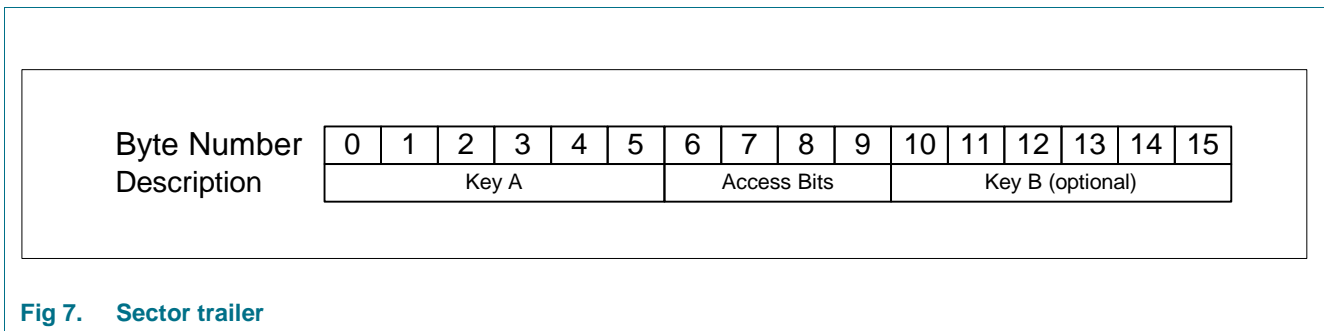 Byte Number 0 1 2 3 4 5 6 7 8 9 10 11 12 13 14 15
Description Key A Access Bits Key B (optional)
Fig 7. Sector trailer